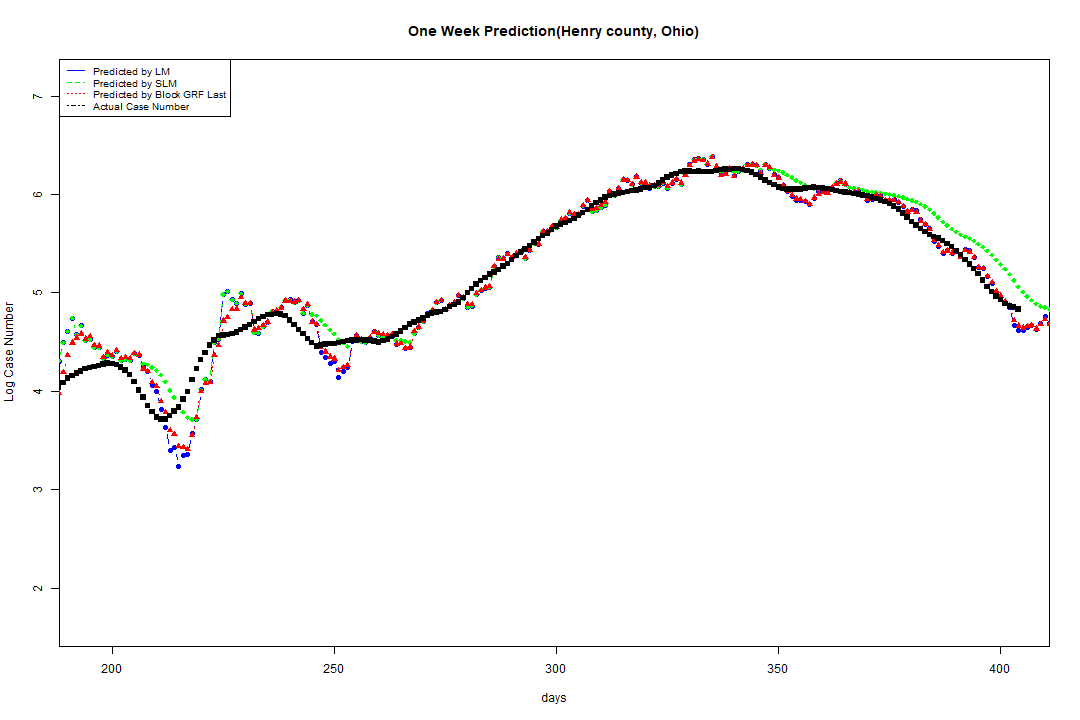 One Week Prediction(Henry county, Ohio)
Predicted by LM
Predicted by SLM
Predicted by Block GRF Last
Actual Case Number
Log Case Number
7
6
5
4
3
2
200
250
300
350
400
days